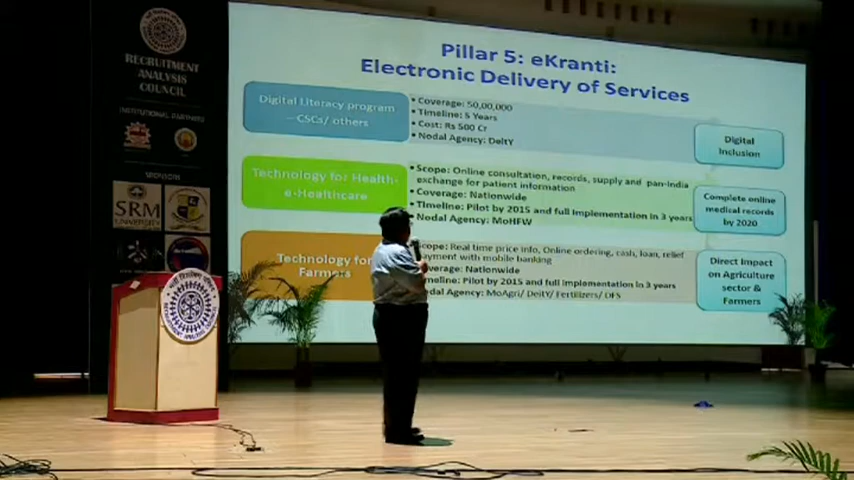 RECRUITMENT
ANALYSIS
COUNCIL
INSTITUTIONAL PARTNERS
SPONSORS
SRM
UNIVERSITY
Pillar 5: eKranti:
Electronic Delivery of Services
Digital Literacy program
– CSCs/ others
• Coverage: 50,00,000
• Timeline: 5 Years
• Cost: Rs 500 Cr
• Nodal Agency: DeitY
Digital
Inclusion
Technology for Health-
e-Healthcare
• Scope: Online consultation, records, supply and pan-india
exchange for patient information
• Coverage: Nationwide
• Timeline: Pilot by 2015 and full implementation in 3 years
• Nodal Agency: MoHFW
Complete online
medical records
by 2020
Technology for
Farmers
Scope: Real time price info, Online ordering, cash, loan, relief
payment with mobile banking
overage: Nationwide
imeline: Pilot by 2015 and full implementation in 3 years
odal Agency: MoAgri/ DeitY/ Fertilizers/ DFS
Direct Impact
on Agriculture
sector &
Farmers